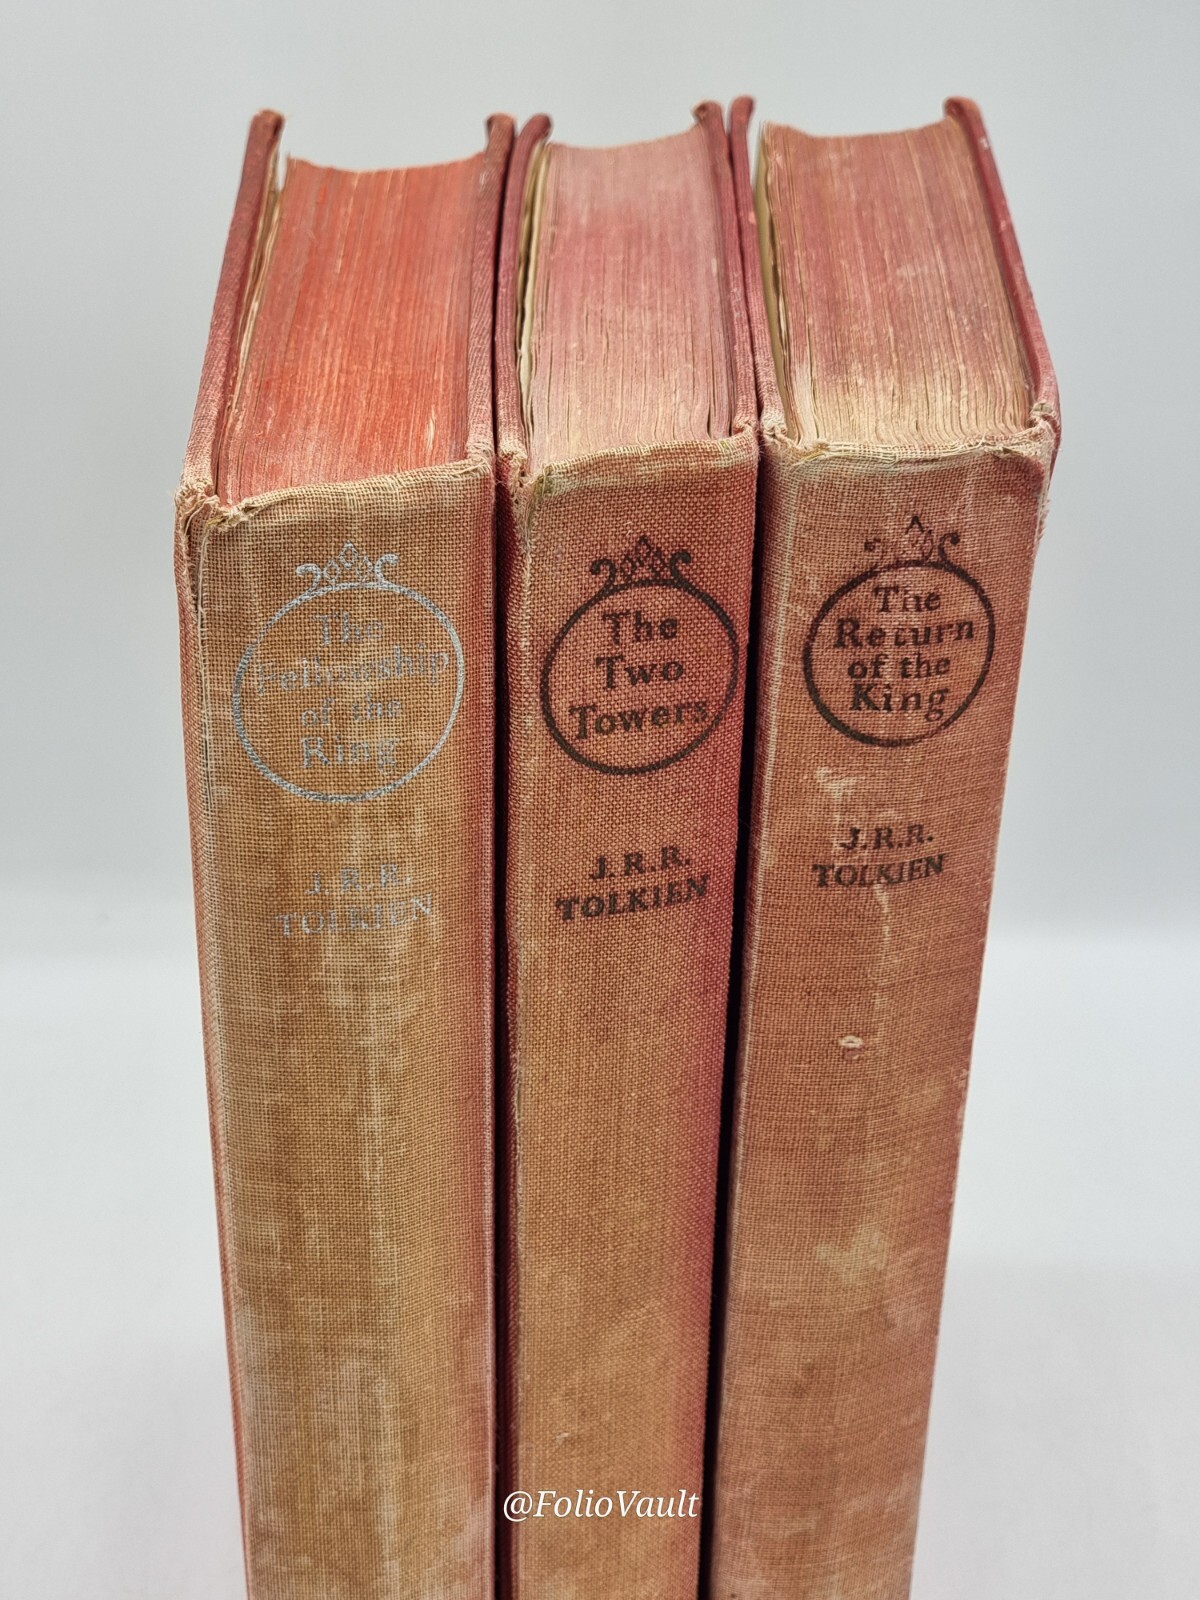 The
Fellowship
of the
Ring
J.R.R.
TOLKIEN
The
Two
Towers
J.R.R.
TOLKIEN
The
Return
of the
King
J.R.R.
TOLKIEN
@FolioVault